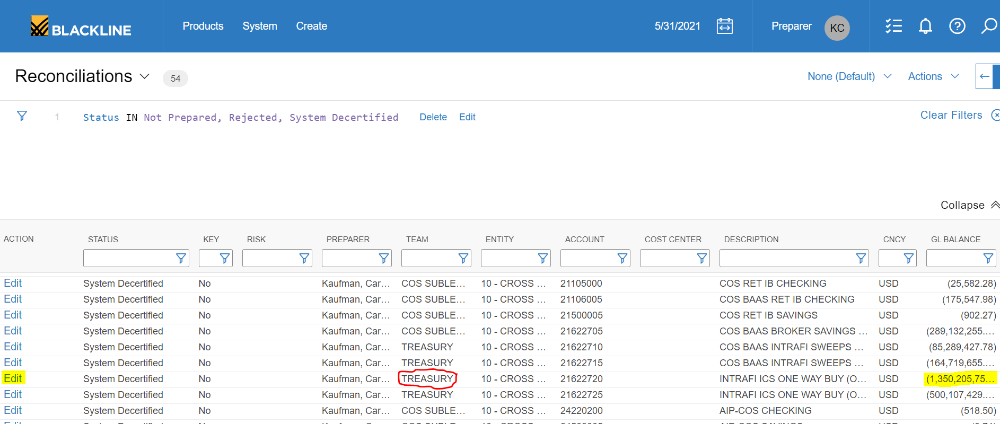 BLACKLINE Products System Create 5/31/2021 Preparer KC
Reconciliations 54 None (Default) Actions
1 Status IN Not Prepared, Rejected, System Decertified Delete Edit Clear Filters
Collapse
ACTION STATUS KEY RISK PREPARER TEAM ENTITY ACCOUNT COST CENTER DESCRIPTION CNCY. GL BALANCE
Edit System Decertified No Kaufman, Car... COS SUBLE... 10 - CROSS ... 21105000 COS RET IB CHECKING USD (25,582.28)
Edit System Decertified No Kaufman, Car... COS SUBLE... 10 - CROSS ... 21106005 COS BAAS RET IB CHECKING USD (175,547.98)
Edit System Decertified No Kaufman, Car... COS SUBLE... 10 - CROSS ... 21500005 COS RET IB SAVINGS USD (902.27)
Edit System Decertified No Kaufman, Car... COS SUBLE... 10 - CROSS ... 21622705 COS BAAS BROKER SAVINGS ... USD (289,132,255....
Edit System Decertified No Kaufman, Car... TREASURY 10 - CROSS ... 21622710 COS BAAS INTRAFI SWEEPS ... USD (85,289,427.78)
Edit System Decertified No Kaufman, Car... TREASURY 10 - CROSS ... 21622715 COS BAAS INTRAFI SWEEPS ... USD (164,719,655....
Edit System Decertified No Kaufman, Car... TREASURY 10 - CROSS ... 21622720 INTRAFI ICS ONE WAY BUY (O... USD (1,350,205,75...
Edit System Decertified No Kaufman, Car... TREASURY 10 - CROSS ... 21622725 INTRAFI ICS ONE WAY BUY (O... USD (500,107,429....
Edit System Decertified No Kaufman, Car... COS SUBLE... 10 - CROSS ... 24220200 AIP-COS CHECKING USD (518.50)